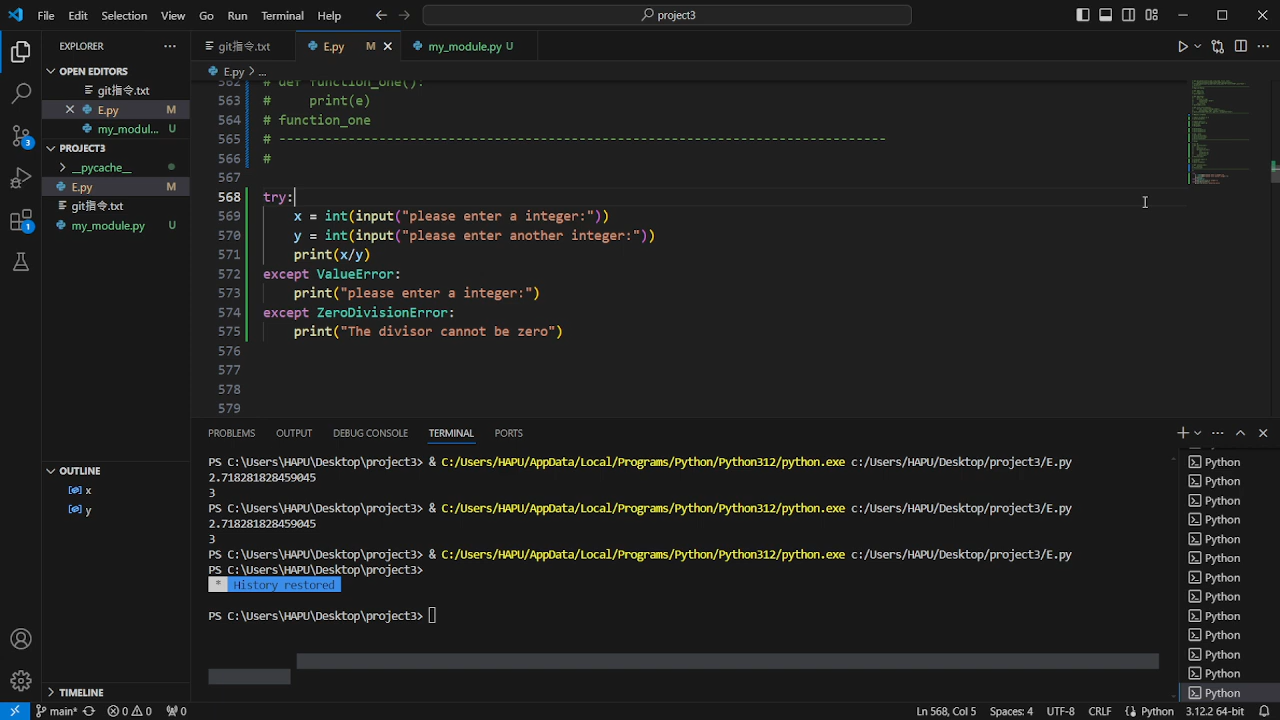 File Edit Selection View Go Run Terminal Help
project3
EXPLORER
OPEN EDITORS
git指令.txt
E.py M
my_modul... U
PROJECT3
__pycache__
E.py M
git指令.txt
my_module.py U
OUTLINE
x
y
TIMELINE
3
1
git指令.txt E.py M my_module.py U
E.py > ...
562 # def function_one():
563 #     print(e)
564 # function_one
565 # -------------------------------------------------------------------------------
566 #
567
568 try:
569     x = int(input("please enter a integer:"))
570     y = int(input("please enter another integer:"))
571     print(x/y)
572 except ValueError:
573     print("please enter a integer:")
574 except ZeroDivisionError:
575     print("The divisor cannot be zero")
576
577
578
579
PROBLEMS OUTPUT DEBUG CONSOLE TERMINAL PORTS
PS C:\Users\HAPU\Desktop\project3> & C:/Users/HAPU/AppData/Local/Programs/Python/Python312/python.exe c:/Users/HAPU/Desktop/project3/E.py
2.718281828459045
3
PS C:\Users\HAPU\Desktop\project3> & C:/Users/HAPU/AppData/Local/Programs/Python/Python312/python.exe c:/Users/HAPU/Desktop/project3/E.py
2.718281828459045
3
PS C:\Users\HAPU\Desktop\project3> & C:/Users/HAPU/AppData/Local/Programs/Python/Python312/python.exe c:/Users/HAPU/Desktop/project3/E.py
PS C:\Users\HAPU\Desktop\project3>
* History restored
PS C:\Users\HAPU\Desktop\project3>
Python
Python
Python
Python
Python
Python
Python
Python
Python
Python
Python
Python
Python
main* 0 0 0 Ln 568, Col 5 Spaces: 4 UTF-8 CRLF Python 3.12.2 64-bit